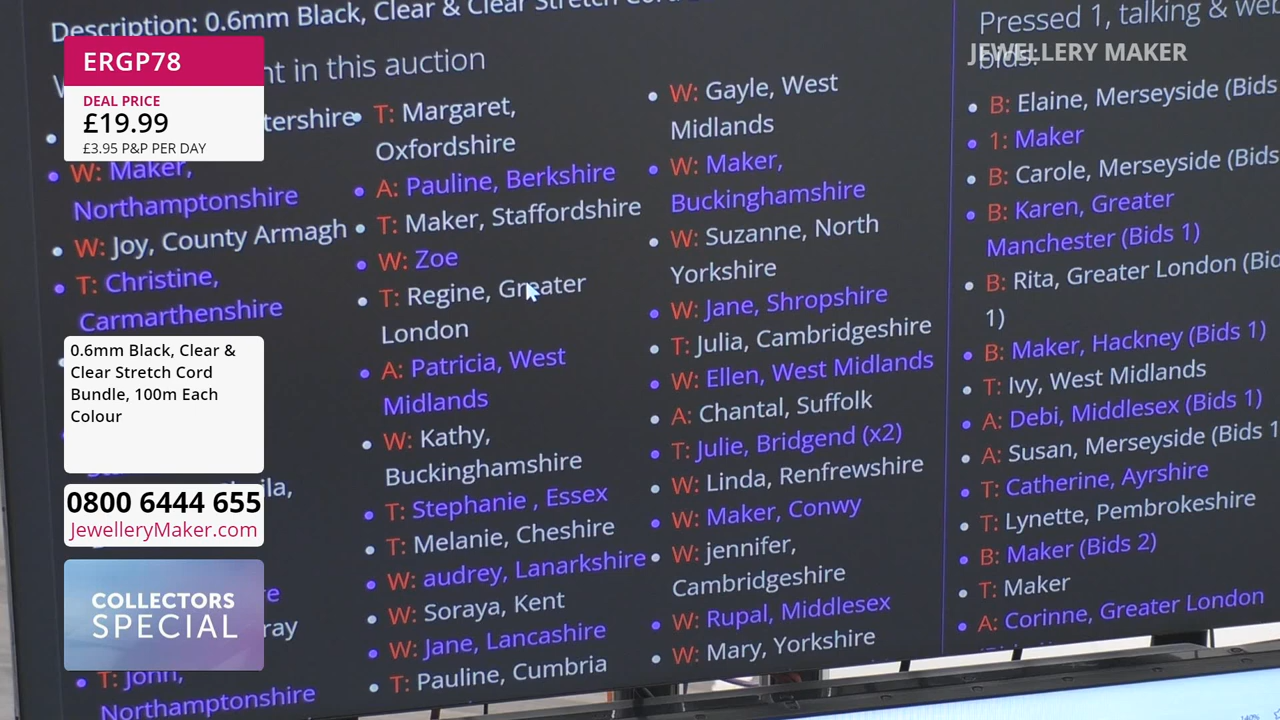 Description: 0.6mm Black, Clear & Clear Stretch
ERGP78
DEAL PRICE
£19.99
£3.95 P&P PER DAY
in this auction
W: Maker,
Northamptonshire
W: Joy, County Armagh
T: Christine,
Carmarthenshire
0.6mm Black, Clear &
Clear Stretch Cord
Bundle, 100m Each
Colour
0800 6444 655
JewelleryMaker.com
COLLECTORS
SPECIAL
T: John,
Northamptonshire
T: Margaret,
Oxfordshire
A: Pauline, Berkshire
T: Maker, Staffordshire
W: Zoe
T: Regine, Greater
London
A: Patricia, West
Midlands
W: Kathy,
Buckinghamshire
T: Stephanie , Essex
T: Melanie, Cheshire
W: audrey, Lanarkshire
W: Soraya, Kent
W: Jane, Lancashire
T: Pauline, Cumbria
W: Gayle, West
Midlands
W: Maker,
Buckinghamshire
W: Suzanne, North
Yorkshire
W: Jane, Shropshire
T: Julia, Cambridgeshire
W: Ellen, West Midlands
A: Chantal, Suffolk
T: Julie, Bridgend (x2)
W: Linda, Renfrewshire
W: Maker, Conwy
W: jennifer,
Cambridgeshire
W: Rupal, Middlesex
W: Mary, Yorkshire
Pressed 1, talking & web
bids:
JEWELLERY MAKER
B: Elaine, Merseyside (Bids
1: Maker
B: Carole, Merseyside (Bids
B: Karen, Greater
Manchester (Bids 1)
B: Rita, Greater London (Bid
1)
B: Maker, Hackney (Bids 1)
T: Ivy, West Midlands
A: Debi, Middlesex (Bids 1)
A: Susan, Merseyside (Bids 1
T: Catherine, Ayrshire
T: Lynette, Pembrokeshire
B: Maker (Bids 2)
T: Maker
A: Corinne, Greater London